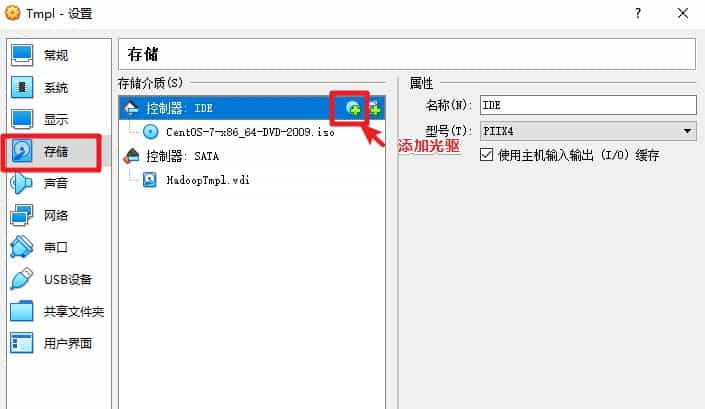 Tmpl - 设置
?
常规
系统
显示
存储
声音
网络
串口
USB设备
共享文件夹
用户界面
存储
存储介质(S)
控制器: IDE
CentOS-7-x86_64-DVD-2009.iso
控制器: SATA
HadoopTmpl.vdi
添加光驱
属性
名称(N): IDE
型号(T): PIIX4
使用主机输入输出 (I/O) 缓存